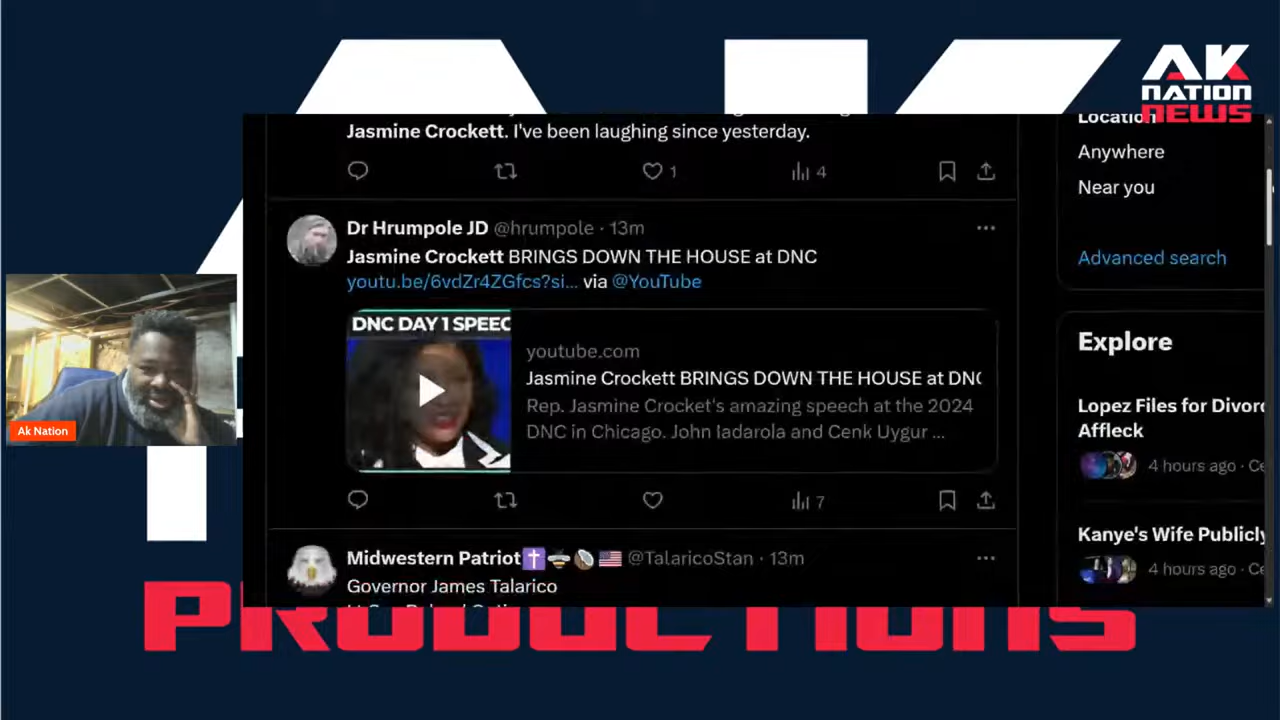 AK
NATION
NEWS
Jasmine Crockett. I've been laughing since yesterday.
1
4
Location
Anywhere
Near you
Advanced search
Dr Hrumpole JD @hrumpole · 13m
Jasmine Crockett BRINGS DOWN THE HOUSE at DNC
youtu.be/6vdZr4ZGfcs?si... via @YouTube
DNC DAY 1 SPEEC
youtube.com
Jasmine Crockett BRINGS DOWN THE HOUSE at DNC
Rep. Jasmine Crocket's amazing speech at the 2024
DNC in Chicago. John Iadarola and Cenk Uygur ...
7
Explore
Lopez Files for Divor
Affleck
4 hours ago · Ce
Kanye's Wife Publicly
4 hours ago · Ce
Midwestern Patriot @TalaricoStan · 13m
Governor James Talarico
Ak Nation
PRODUCTIONS